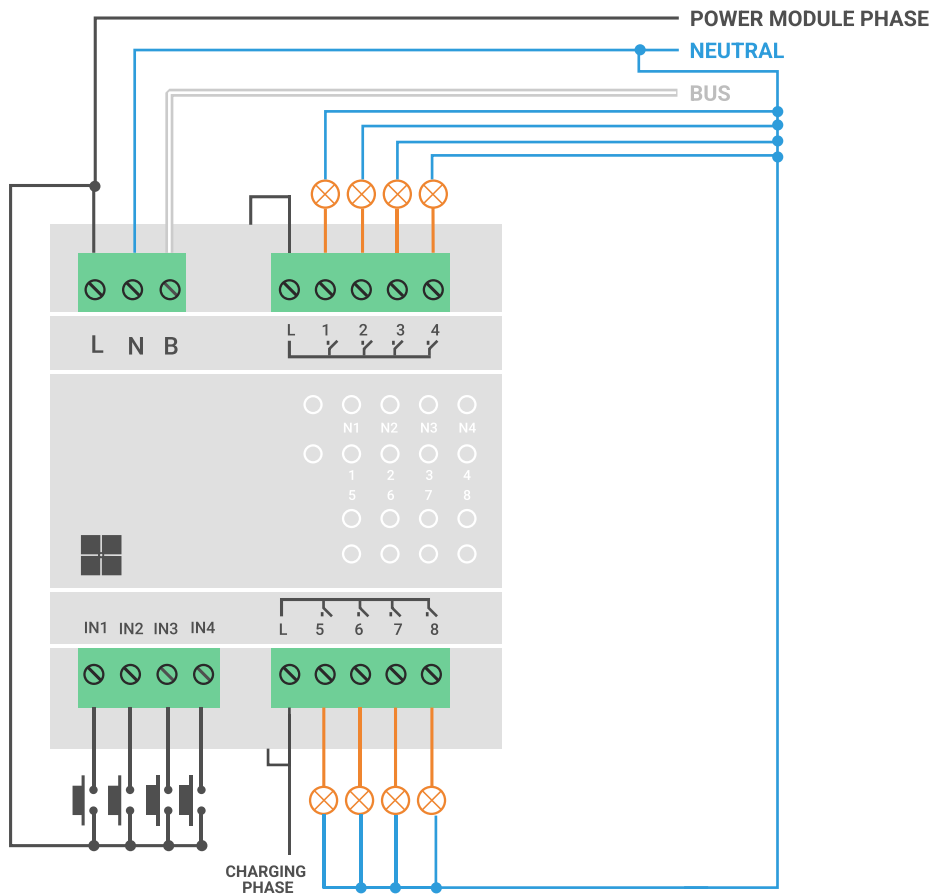 POWER MODULE PHASE
NEUTRAL
BUS
L N B
L 1 2 3 4
N1 N2 N3 N4
1 2 3 4
5 6 7 8
IN1 IN2 IN3 IN4
L 5 6 7 8
CHARGING
PHASE